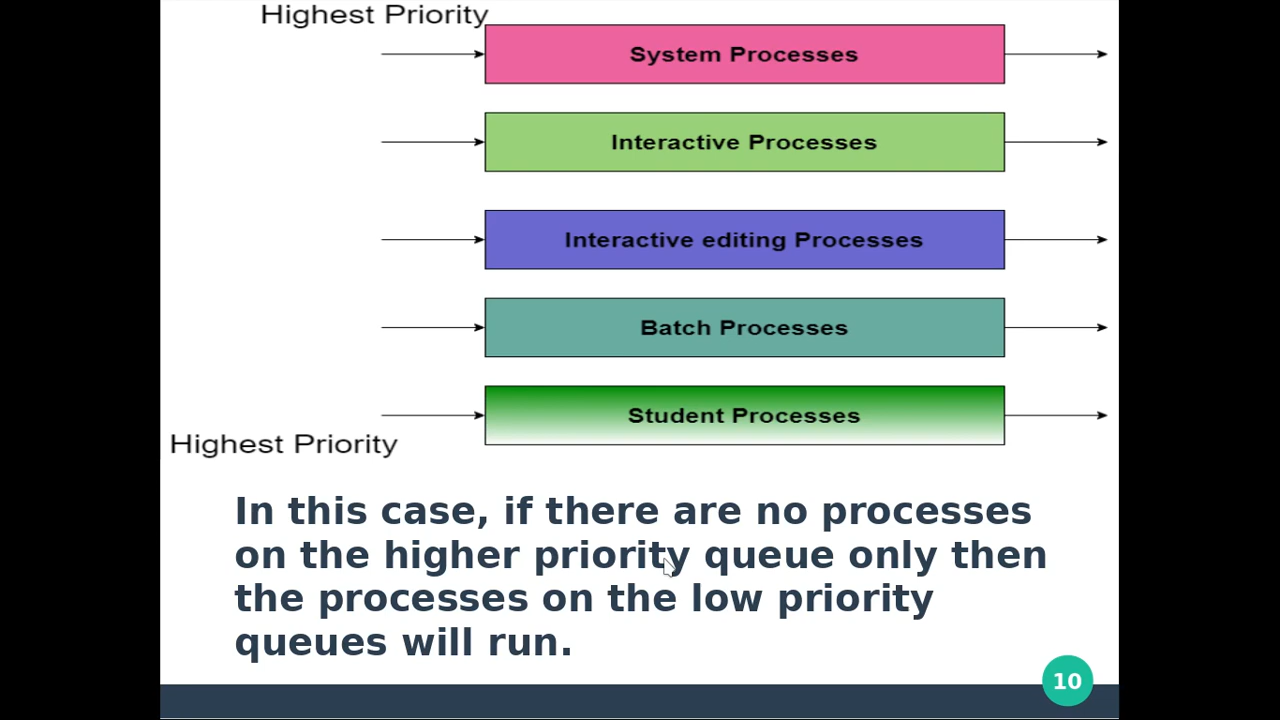 Highest Priority
System Processes
Interactive Processes
Interactive editing Processes
Batch Processes
Student Processes
Highest Priority
In this case, if there are no processes
on the higher priority queue only then
the processes on the low priority
queues will run.
10